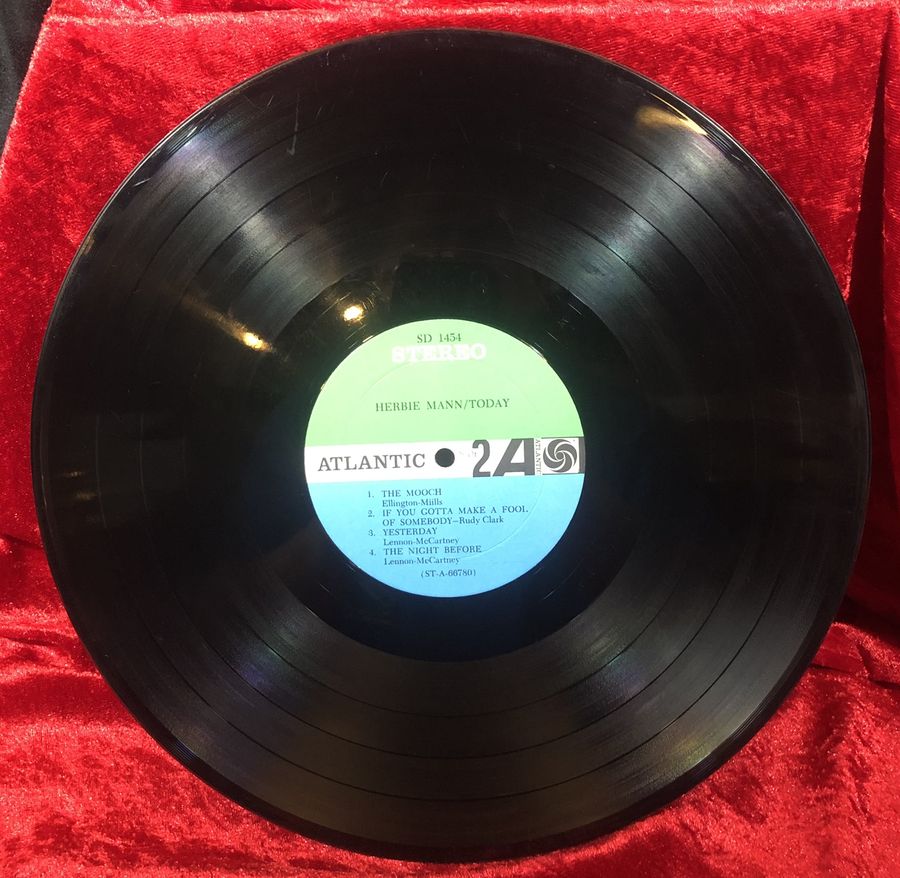 SD 1454
STEREO
HERBIE MANN/TODAY
ATLANTIC 2A ATLANTIC
1. THE MOOCH
Ellington-Miills
2. IF YOU GOTTA MAKE A FOOL
OF SOMEBODY—Rudy Clark
3. YESTERDAY
Lennon-McCartney
4. THE NIGHT BEFORE
Lennon-McCartney
(ST-A-66780)